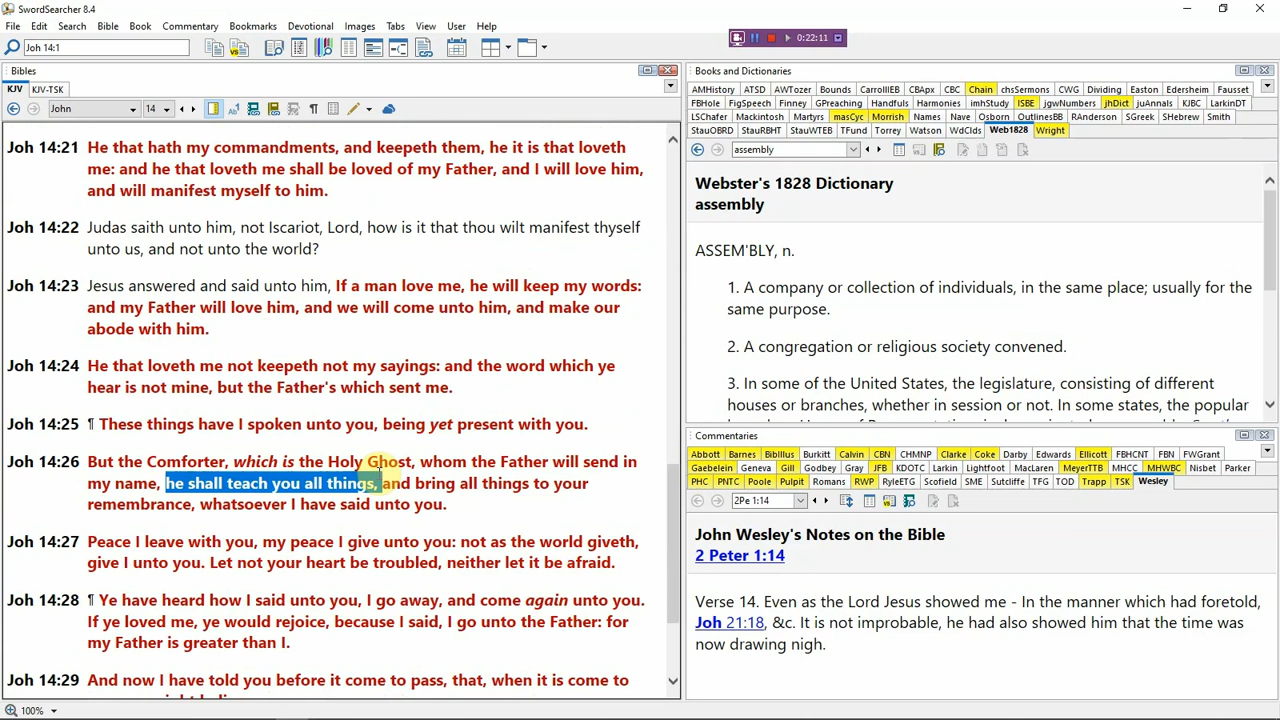 SwordSearcher 8.4
File Edit Search Bible Book Commentary Bookmarks Devotional Images Tabs View User Help
Joh 14:1
0:22:11
Bibles
KJV KJV-TSK
John 14
Joh 14:21 He that hath my commandments, and keepeth them, he it is that loveth
me: and he that loveth me shall be loved of my Father, and I will love him,
and will manifest myself to him.
Joh 14:22 Judas saith unto him, not Iscariot, Lord, how is it that thou wilt manifest thyself
unto us, and not unto the world?
Joh 14:23 Jesus answered and said unto him, If a man love me, he will keep my words:
and my Father will love him, and we will come unto him, and make our
abode with him.
Joh 14:24 He that loveth me not keepeth not my sayings: and the word which ye
hear is not mine, but the Father's which sent me.
Joh 14:25 ¶ These things have I spoken unto you, being yet present with you.
Joh 14:26 But the Comforter, which is the Holy Ghost, whom the Father will send in
my name, he shall teach you all things, and bring all things to your
remembrance, whatsoever I have said unto you.
Joh 14:27 Peace I leave with you, my peace I give unto you: not as the world giveth,
give I unto you. Let not your heart be troubled, neither let it be afraid.
Joh 14:28 ¶ Ye have heard how I said unto you, I go away, and come again unto you.
If ye loved me, ye would rejoice, because I said, I go unto the Father: for
my Father is greater than I.
Joh 14:29 And now I have told you before it come to pass, that, when it is come to
100%
Books and Dictionaries
AMHistory ATSD AWTozer Bounds CarrollEB CBApx CBC Chain chsSermons CWG Dividing Easton Edersheim Fausset
FBHole FigSpeech Finney GPreaching Handfuls Harmonies imhStudy ISBE jgwNumbers jhDict juAnnals KJBC LarkinDT
LSChafer Mackintosh Martyrs masCyc Morrish Names Nave Osborn OutlinesBB RAnderson SGreek SHebrew Smith
StauOBRD StauRBHT StauWTEB TFund Torrey Watson WdClids Web1828 Wright
assembly
Webster's 1828 Dictionary
assembly
ASSEM'BLY, n.
1. A company or collection of individuals, in the same place; usually for the
same purpose.
2. A congregation or religious society convened.
3. In some of the United States, the legislature, consisting of different
houses or branches, whether in session or not. In some states, the popular
Commentaries
Abbott Barnes BibIllus Burkitt Calvin CBN CHMNP Clarke Coke Darby Edwards Ellicott FBHCNT FBN FWGrant
Gaebelein Geneva Gill Godbey Gray JFB KDOTC Larkin Lightfoot MacLaren MeyerTTB MHCC MHWBC Nisbet Parker
PHC PNTC Poole Pulpit Romans RWP RyleETG Scofield SME Sutcliffe TFG TOD Trapp TSK Wesley
2Pe 1:14
John Wesley's Notes on the Bible
2 Peter 1:14
Verse 14. Even as the Lord Jesus showed me - In the manner which had foretold,
Joh 21:18, &c. It is not improbable, he had also showed him that the time was
now drawing nigh.